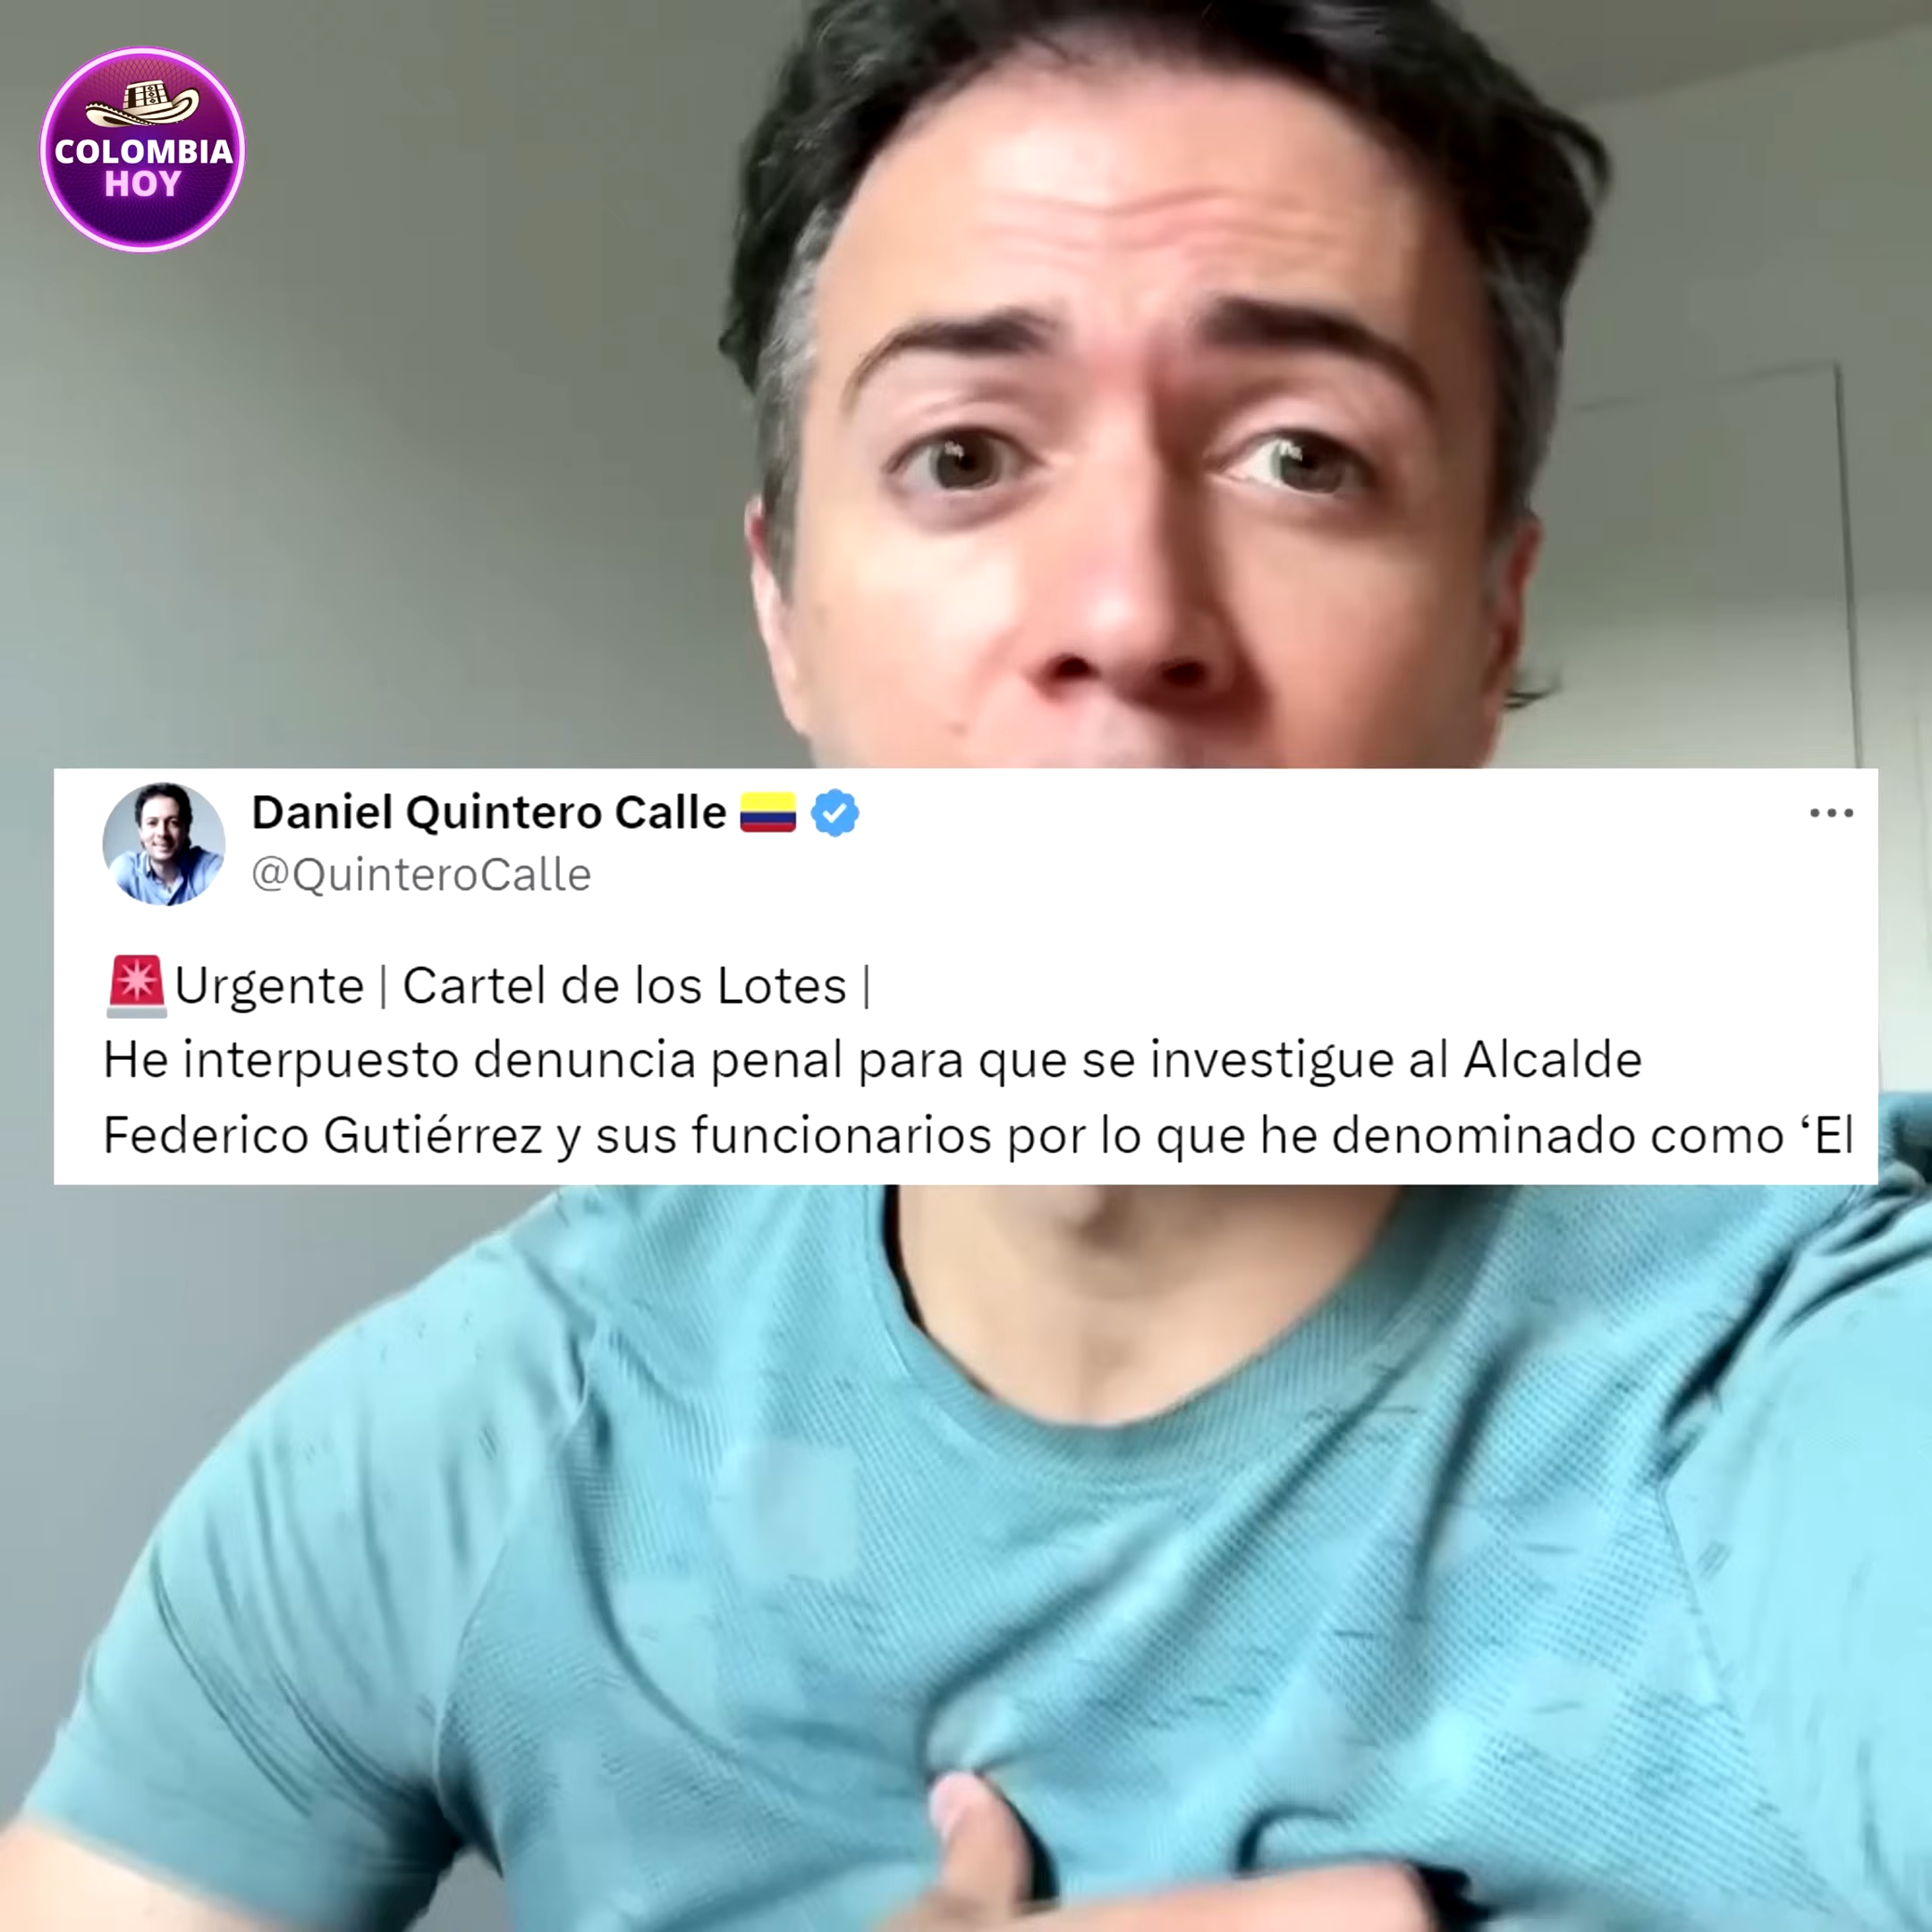 COLOMBIA
HOY
Daniel Quintero Calle 🇨🇴
@QuinteroCalle
🚨Urgente | Cartel de los Lotes |
He interpuesto denuncia penal para que se investigue al Alcalde
Federico Gutiérrez y sus funcionarios por lo que he denominado como ‘El